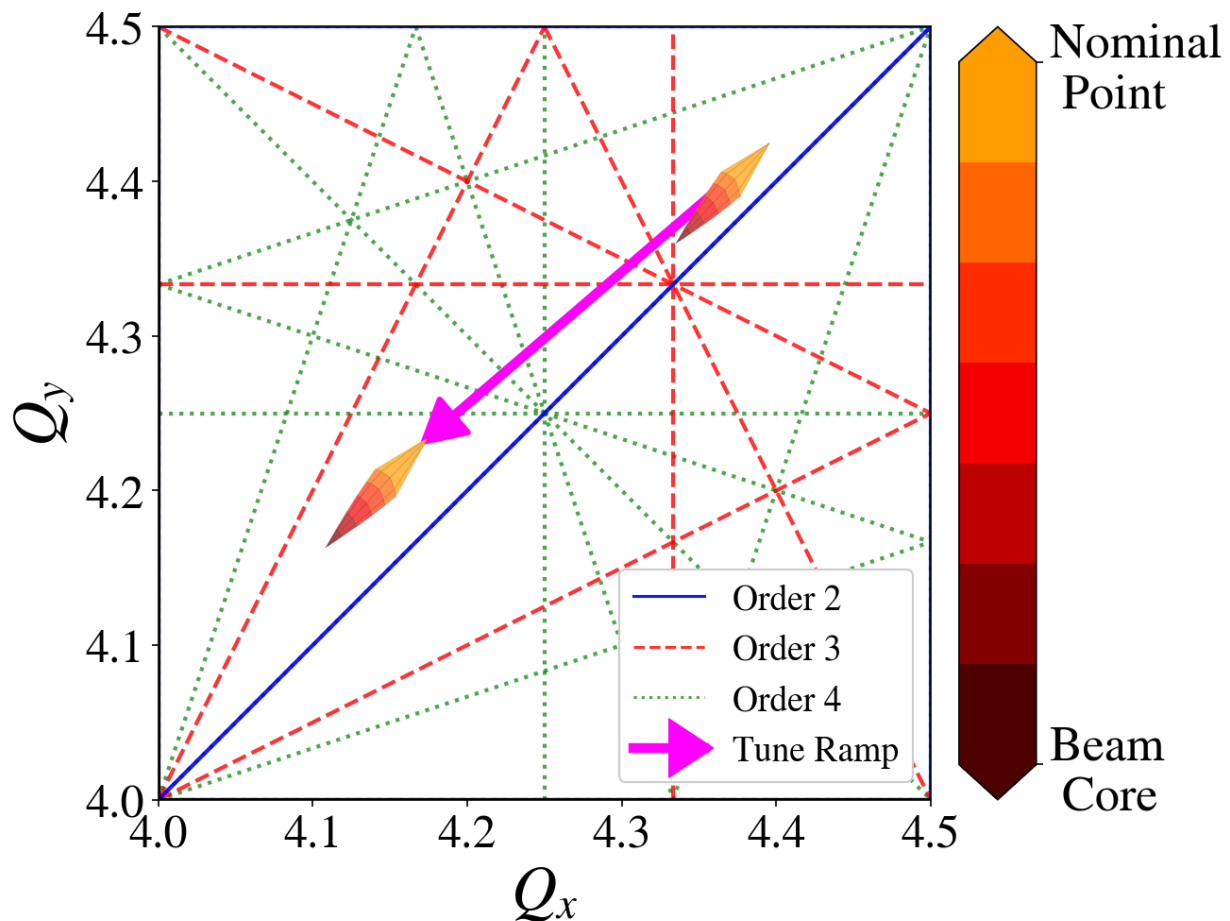 4.5
4.4
4.3
4.2
4.1
4.0
Q_y
4.0 4.1 4.2 4.3 4.4 4.5
Q_x
Order 2
Order 3
Order 4
Tune Ramp
Nominal
Point
Beam
Core